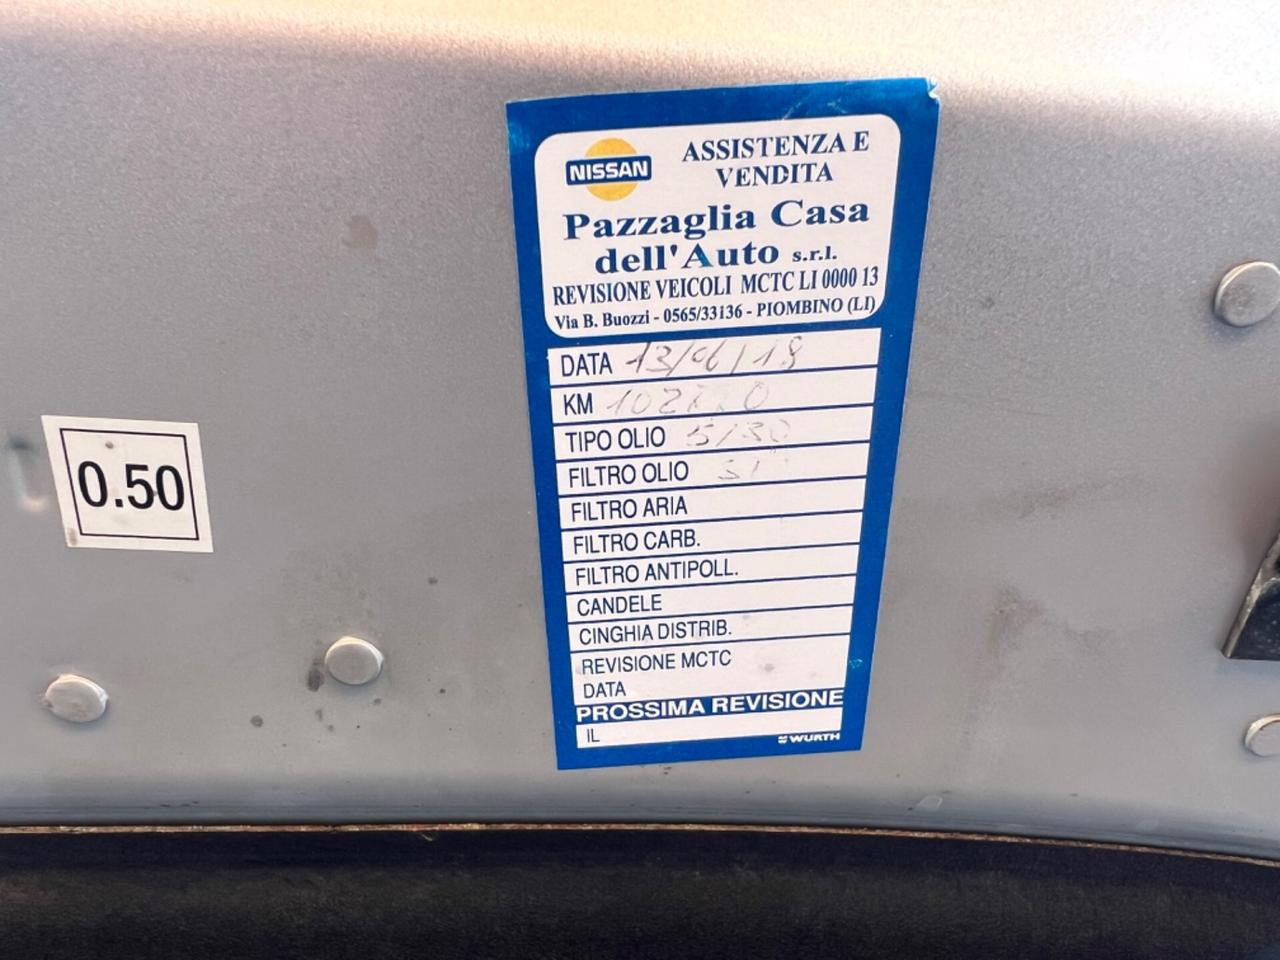 NISSAN
ASSISTENZA E
VENDITA
Pazzaglia Casa
dell'Auto s.r.l.
REVISIONE VEICOLI MCTC LI 0000 13
Via B. Buozzi - 0565/33136 - PIOMBINO (LI)
DATA 13/06/18
KM
TIPO OLIO 5/30
FILTRO OLIO SI
FILTRO ARIA
FILTRO CARB.
FILTRO ANTIPOLL.
CANDELE
CINGHIA DISTRIB.
REVISIONE MCTC
DATA
PROSSIMA REVISIONE
IL
WURTH
0.50